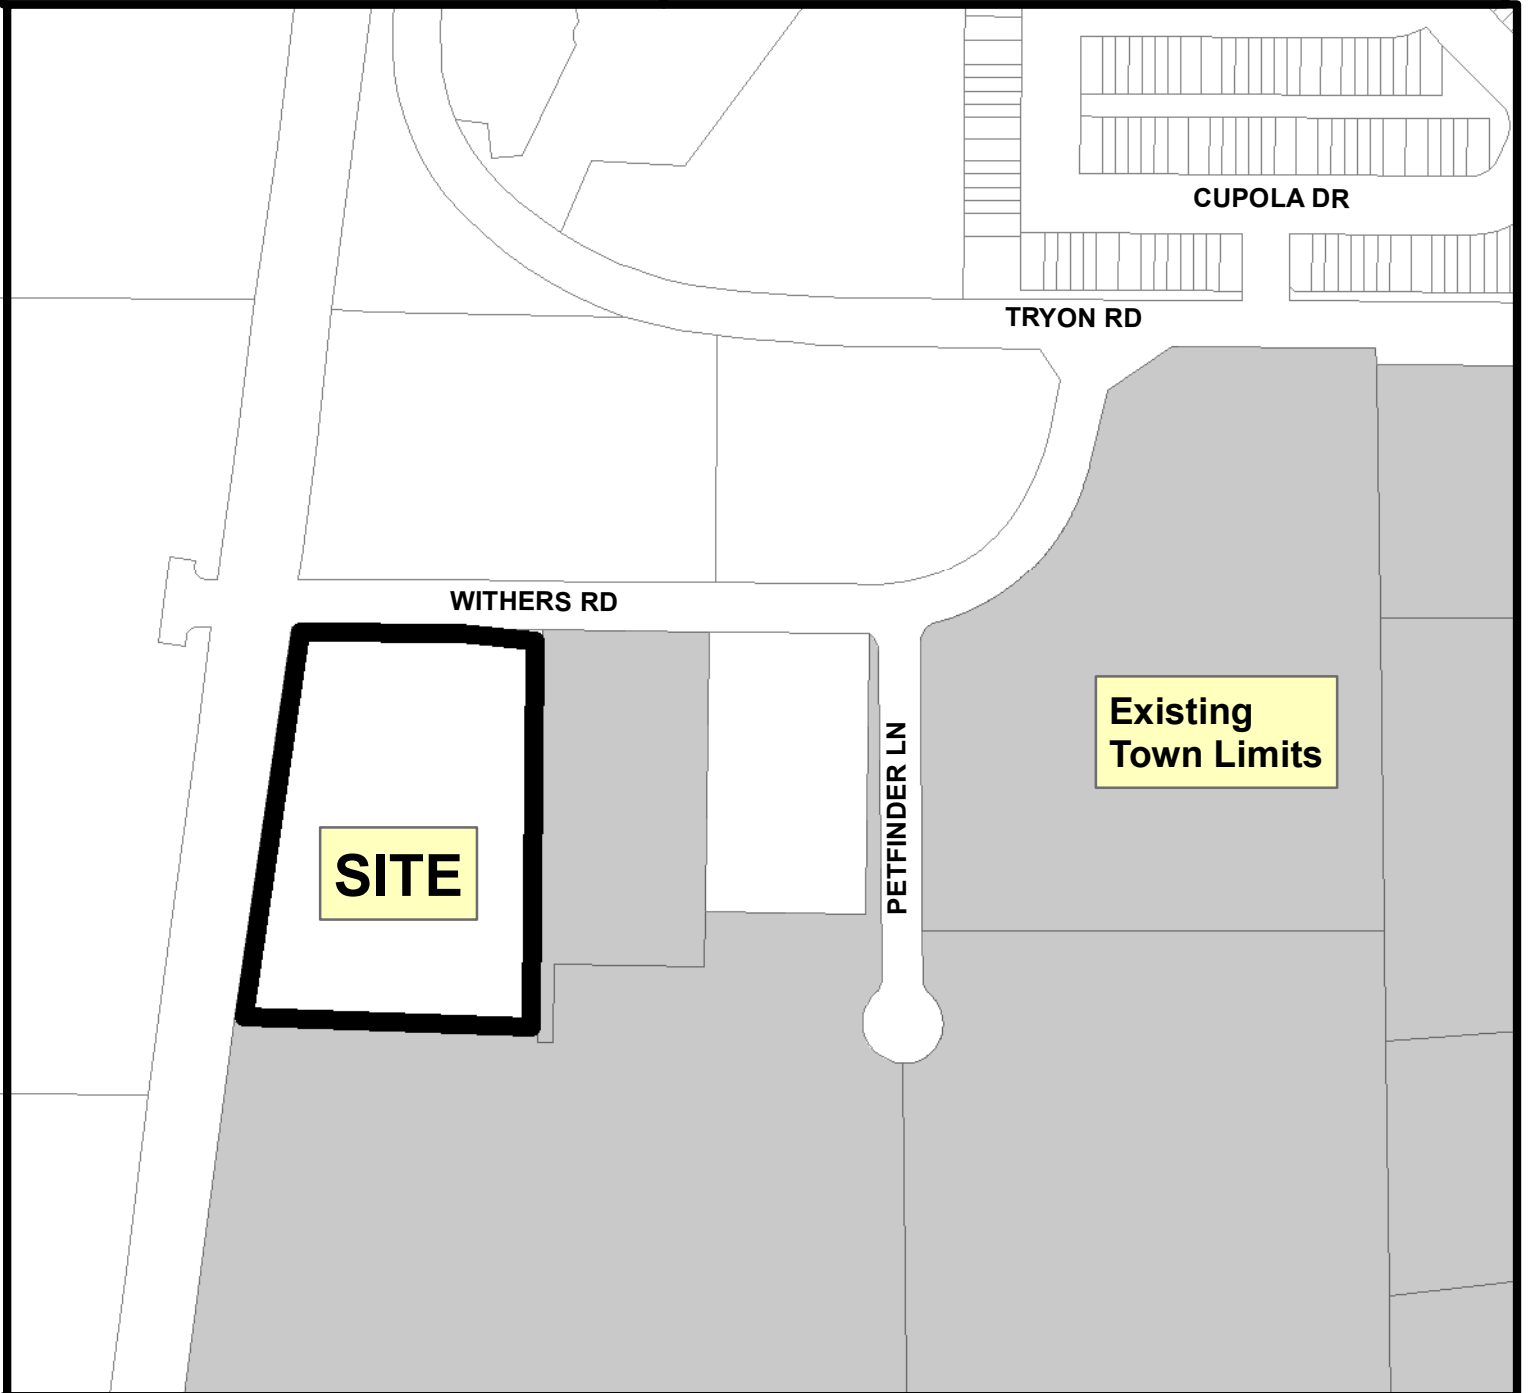 CUPOLA DR
TRYON RD
WITHERS RD
Existing
Town Limits
PETFINDER LN
SITE